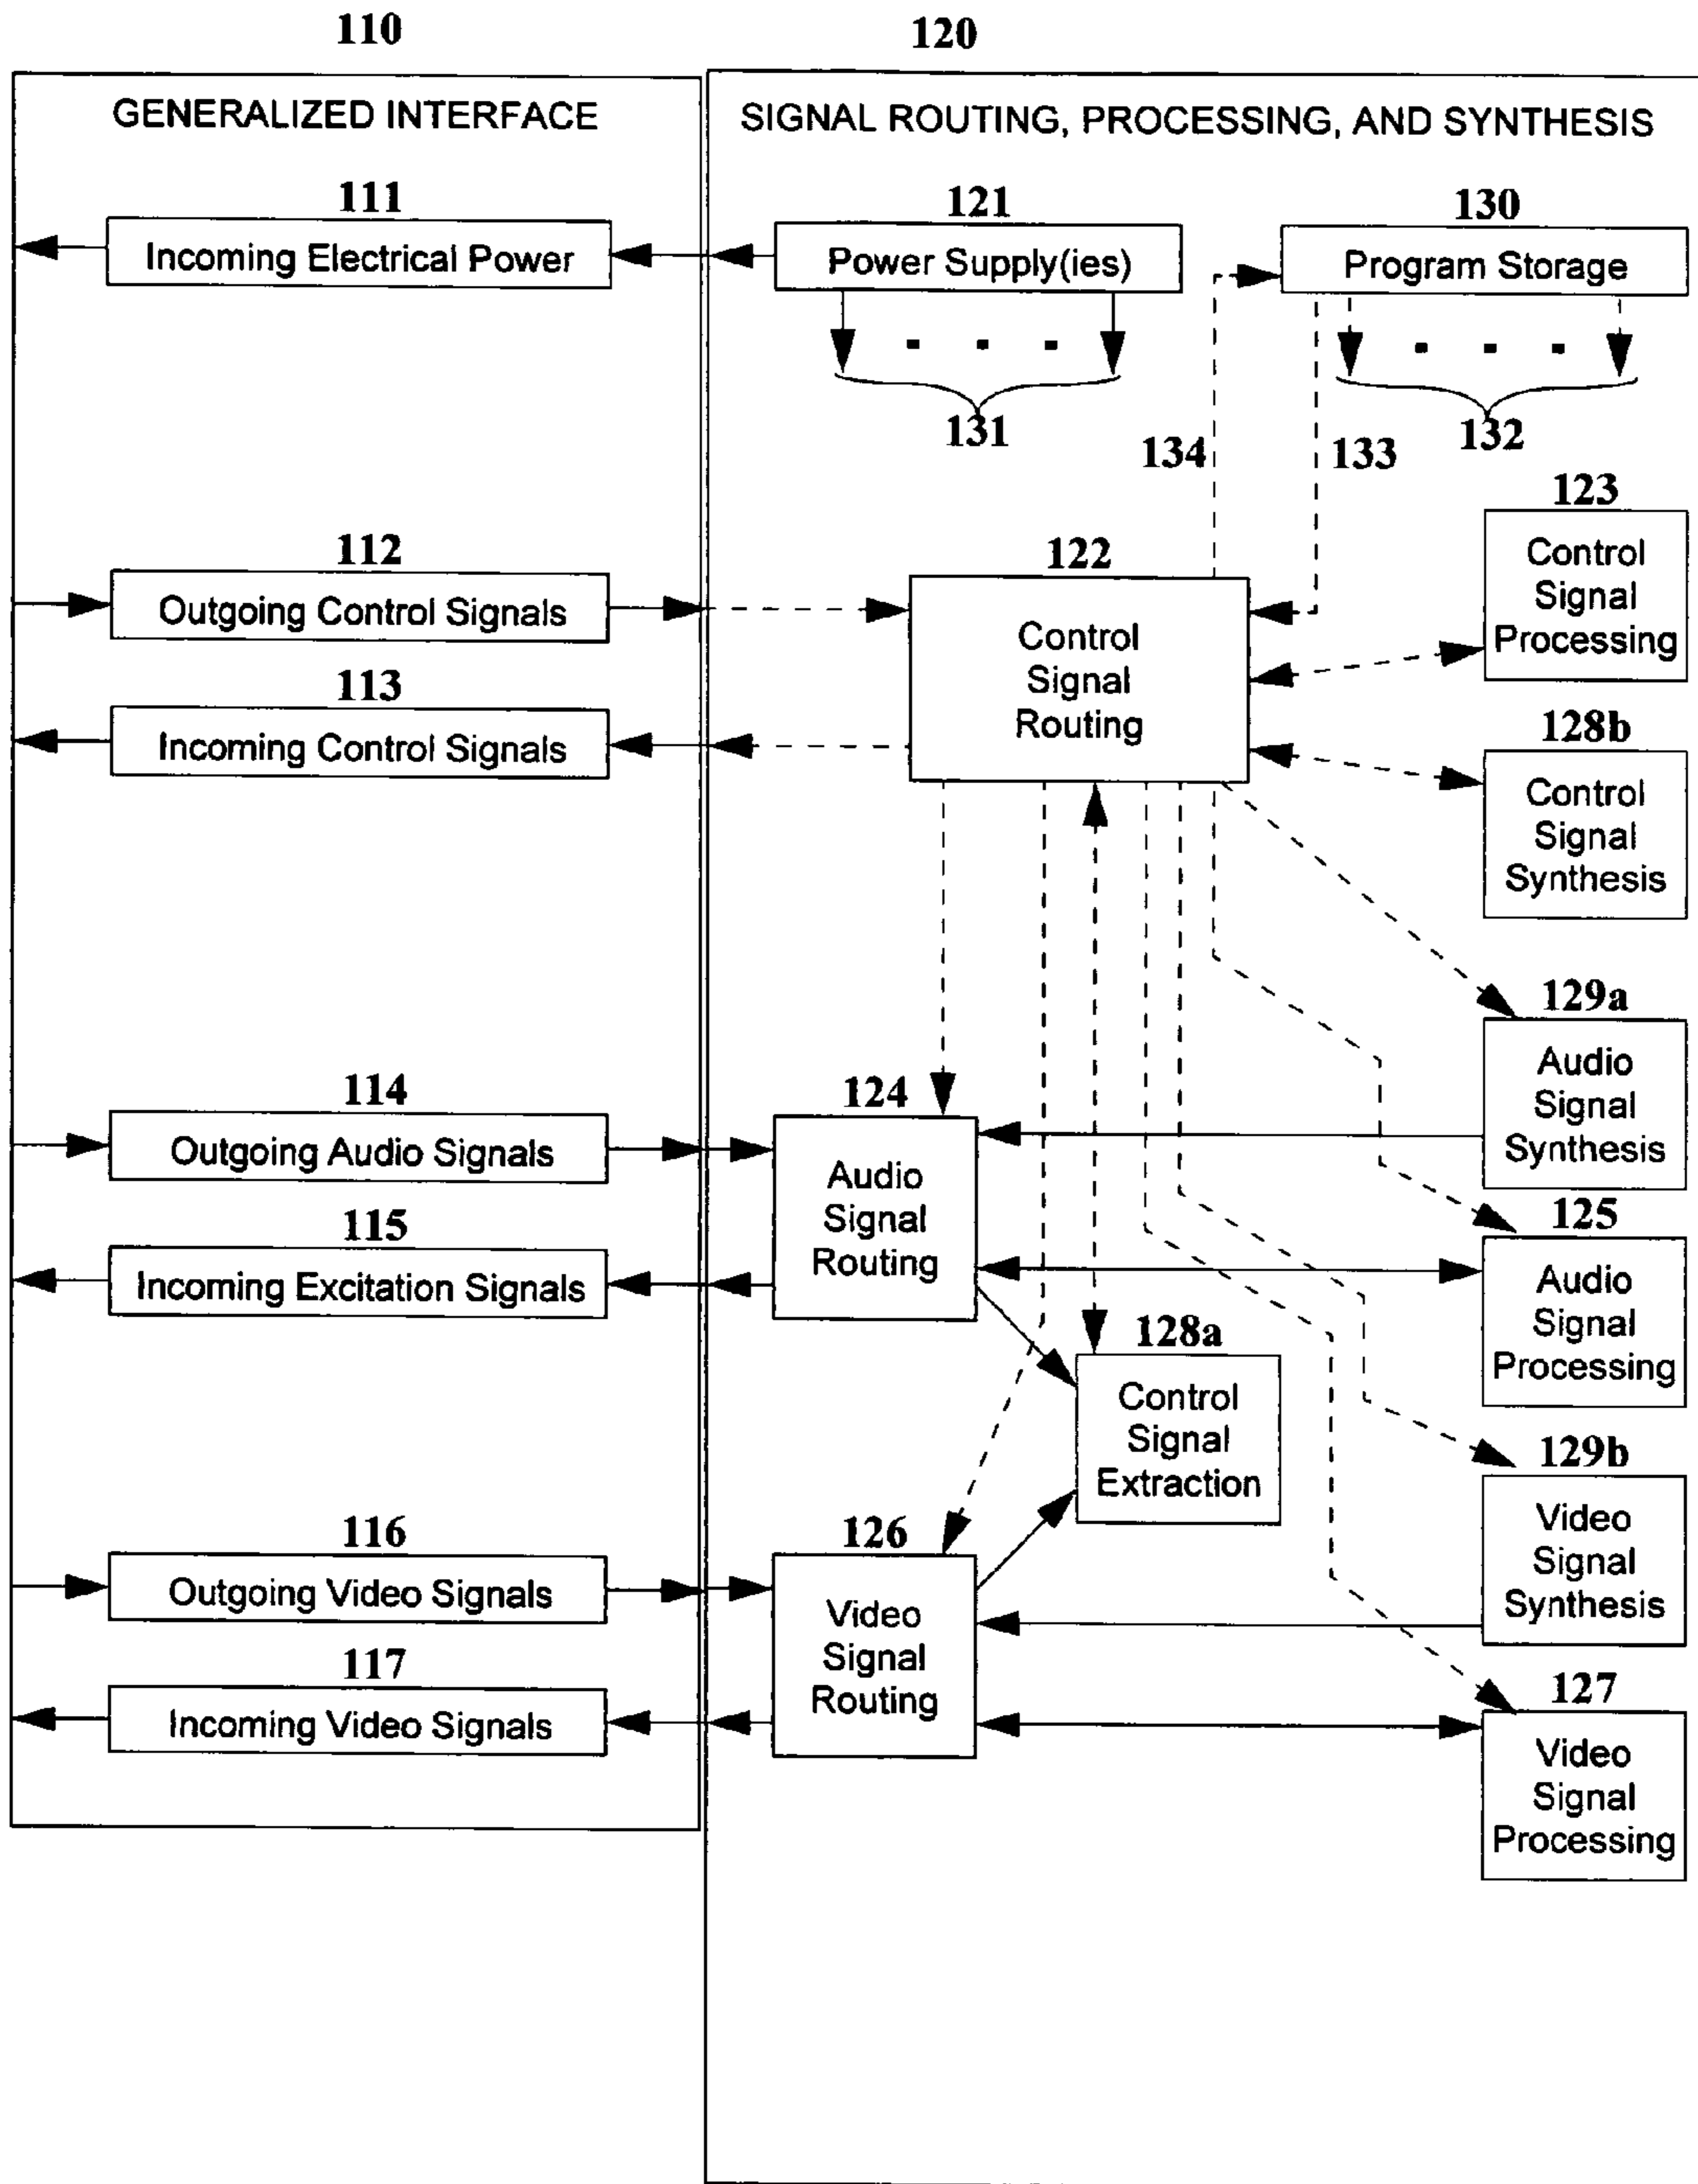 110
120
GENERALIZED INTERFACE
SIGNAL ROUTING, PROCESSING, AND SYNTHESIS
111
Incoming Electrical Power
121
Power Supply(ies)
130
Program Storage
131
134
133
132
112
Outgoing Control Signals
113
Incoming Control Signals
122
Control
Signal
Routing
123
Control
Signal
Processing
128b
Control
Signal
Synthesis
129a
Audio
Signal
Synthesis
114
Outgoing Audio Signals
115
Incoming Excitation Signals
124
Audio
Signal
Routing
125
Audio
Signal
Processing
128a
Control
Signal
Extraction
129b
Video
Signal
Synthesis
116
Outgoing Video Signals
117
Incoming Video Signals
126
Video
Signal
Routing
127
Video
Signal
Processing